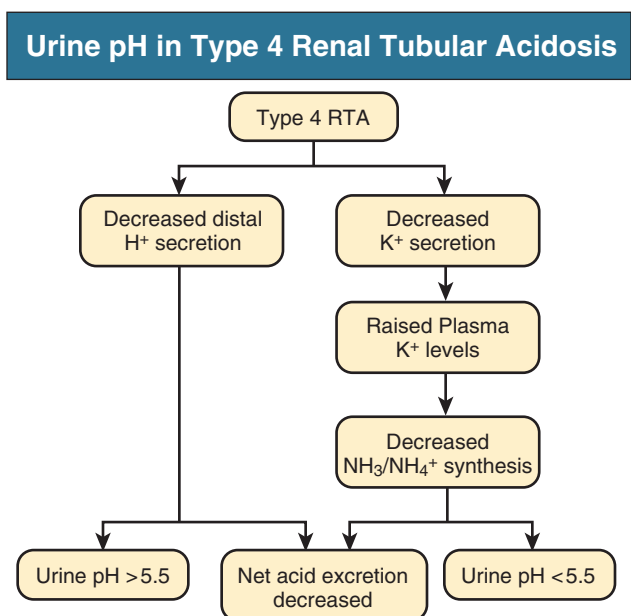 Urine pH in Type 4 Renal Tubular Acidosis
Type 4 RTA
Decreased distal
H⁺ secretion
Decreased
K⁺ secretion
Raised Plasma
K⁺ levels
Decreased
NH₃/NH₄⁺ synthesis
Urine pH >5.5
Net acid excretion
decreased
Urine pH <5.5